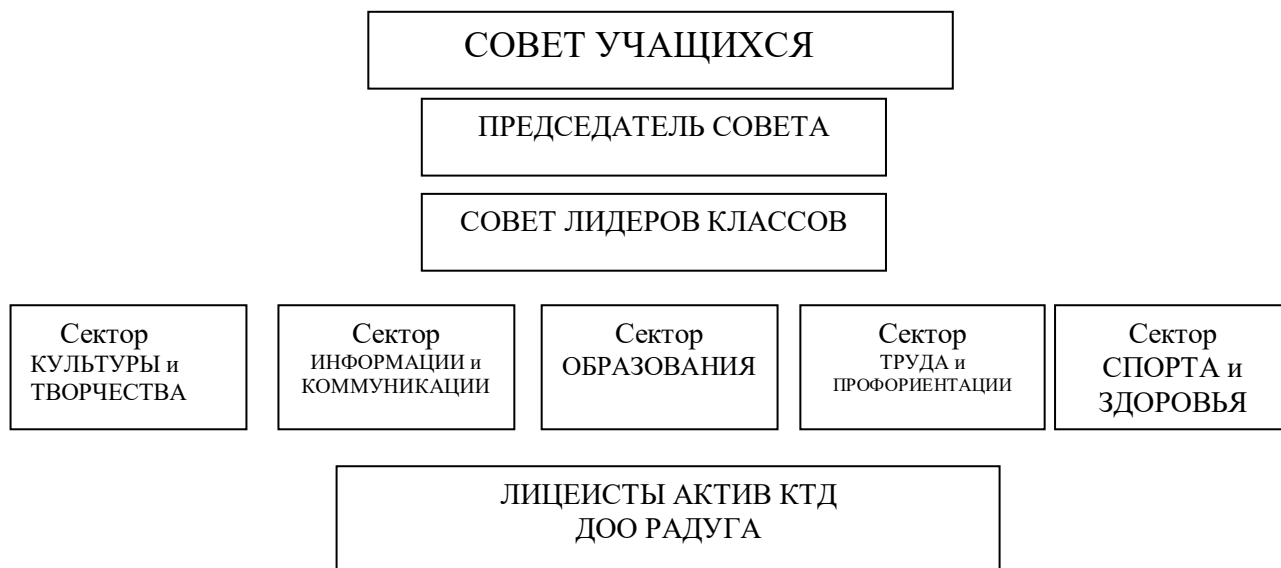 СОВЕТ УЧАЩИХСЯ
ПРЕДСЕДАТЕЛЬ СОВЕТА
СОВЕТ ЛИДЕРОВ КЛАССОВ
Сектор
КУЛЬТУРЫ и
ТВОРЧЕСТВА
Сектор
ИНФОРМАЦИИ и
КОММУНИКАЦИИ
Сектор
ОБРАЗОВАНИЯ
Сектор
ТРУДА и
ПРОФОРИЕНТАЦИИ
Сектор
СПОРТА и
ЗДОРОВЬЯ
ЛИЦЕИСТЫ АКТИВ КТД
ДОО РАДУГА